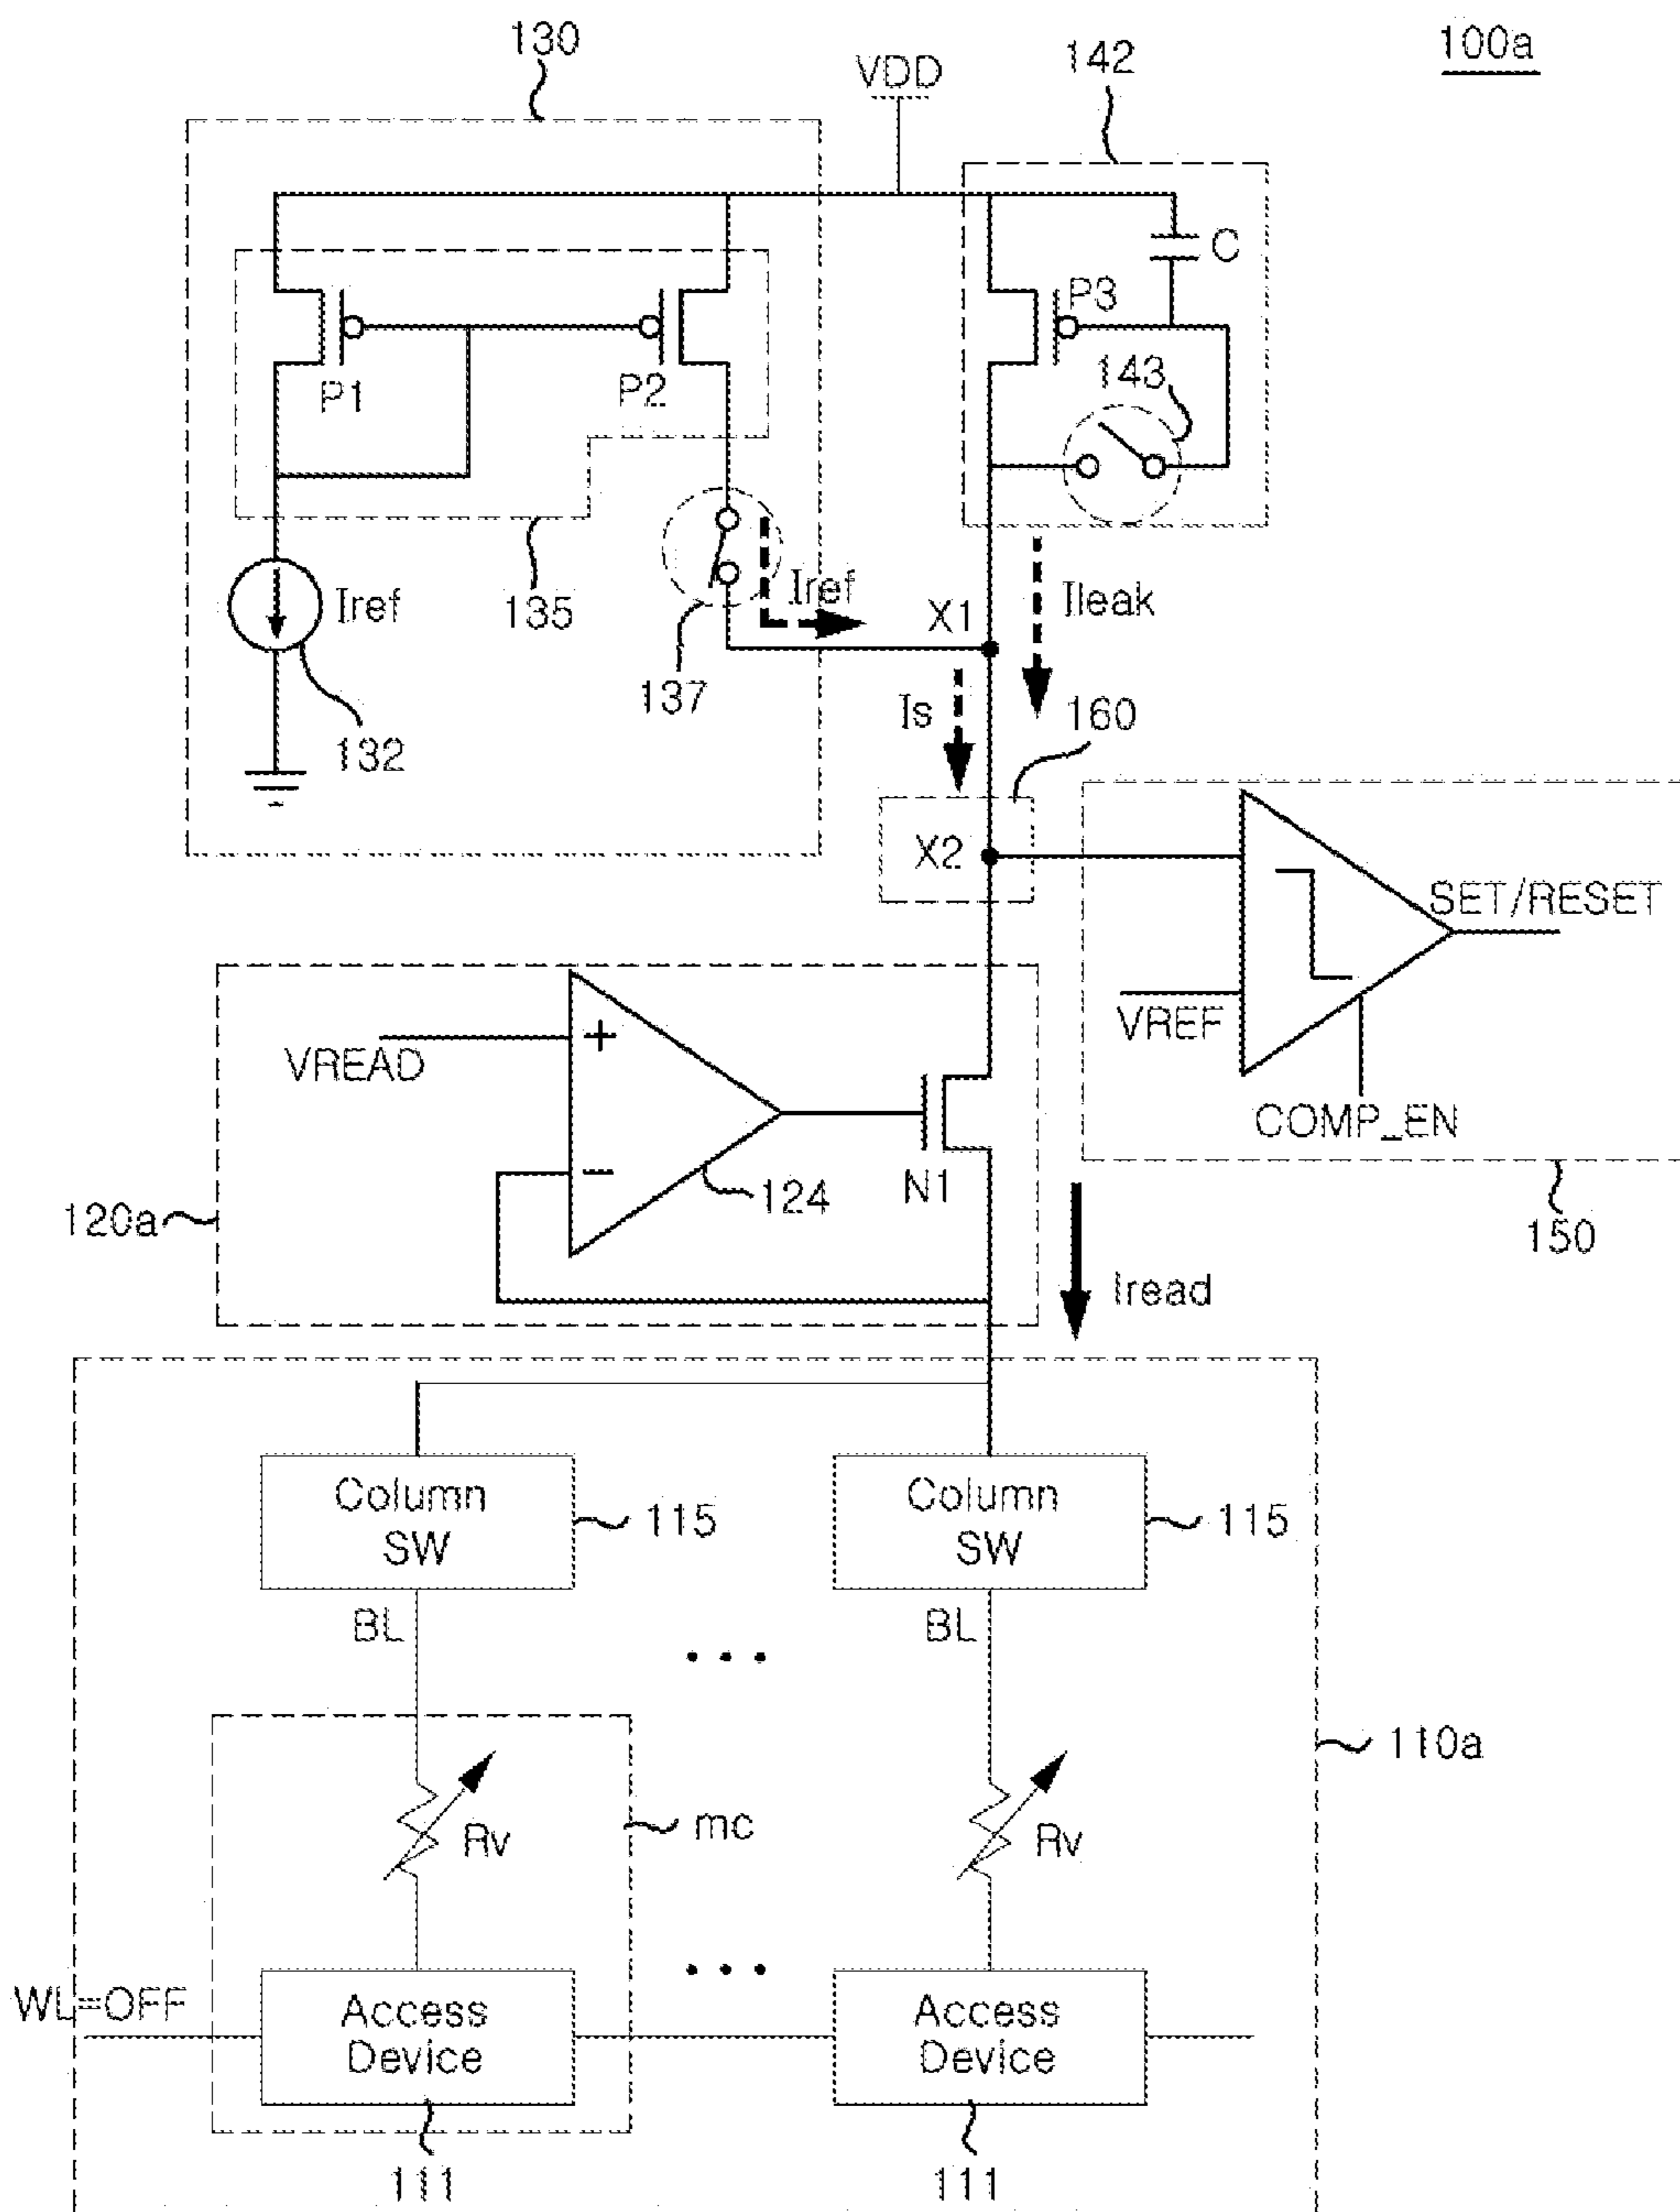 130
142
100a
VDD
C
P3
P1
P2
143
Iref
135
Iref
X1
Ileak
137
132
Is
160
X2
SET/RESET
VREF
COMP_EN
VREAD
+
−
124
N1
120a
150
Iread
Column
SW
115
Column
SW
115
BL
BL
110a
Rv
mc
Rv
WL=OFF
Access
Device
Access
Device
111
111